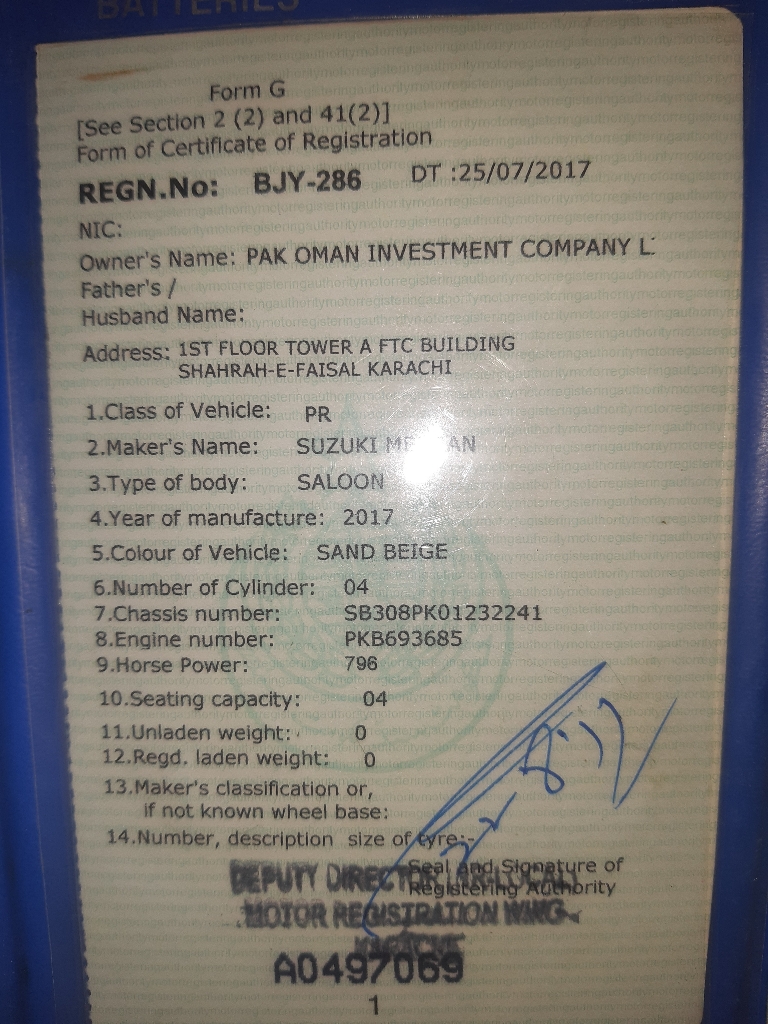 BATTERIES
Form G
[See Section 2 (2) and 41(2)]
Form of Certificate of Registration
REGN.No: BJY-286 DT :25/07/2017
NIC:
Owner's Name: PAK OMAN INVESTMENT COMPANY L
Father's /
Husband Name:
Address: 1ST FLOOR TOWER A FTC BUILDING
SHAHRAH-E-FAISAL KARACHI
1.Class of Vehicle: PR
2.Maker's Name: SUZUKI
3.Type of body: SALOON
4.Year of manufacture: 2017
5.Colour of Vehicle: SAND BEIGE
6.Number of Cylinder: 04
7.Chassis number: SB308PK01232241
8.Engine number: PKB693685
9.Horse Power: 796
10.Seating capacity: 04
11.Unladen weight: 0
12.Regd. laden weight: 0
13.Maker's classification or,
if not known wheel base:
14.Number, description size of tyre:-
Seal and Signature of
Registering Authority
DEPUTY DIRECTOR
MOTOR REGISTRATION WING
KARACHI
A0497069
1